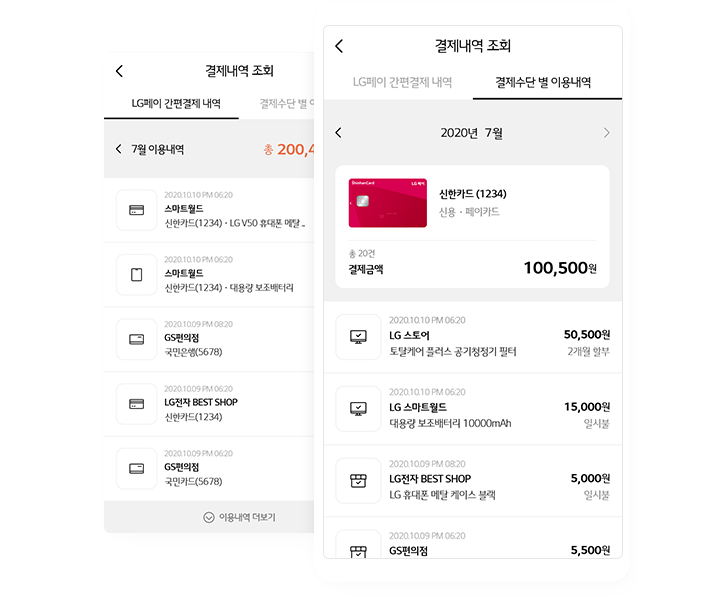 결제내역 조회
LG페이 간편결제 내역 결제수단 별 이
7월 이용내역 총 200,4
2020.10.10 PM 06:20
스마트월드
신한카드(1234) - LG V50 휴대폰 메탈 ..
2020.10.10 PM 06:20
스마트월드
신한카드(1234) - 대용량 보조배터리
2020.10.09 PM 08:20
GS편의점
국민은행(5678)
2020.10.09 PM 06:20
LG전자 BEST SHOP
신한카드(1234)
2020.10.09 PM 06:20
GS편의점
국민카드(5678)
이용내역 더보기
결제내역 조회
LG페이 간편결제 내역 결제수단 별 이용내역
2020년 7월
ShinhanCard LG 페이
신한카드 (1234)
신용 · 페이카드
총 20건
결제금액 100,500원
2020.10.10 PM 06:20
LG 스토어 50,500원
토탈케어 플러스 공기청정기 필터 2개월 할부
2020.10.10 PM 06:20
LG 스마트월드 15,000원
대용량 보조배터리 10000mAh 일시불
2020.10.09 PM 08:20
LG전자 BEST SHOP 5,000원
LG 휴대폰 메탈 케이스 블랙 일시불
2020.10.09 PM 06:20
GS편의점 5,500원